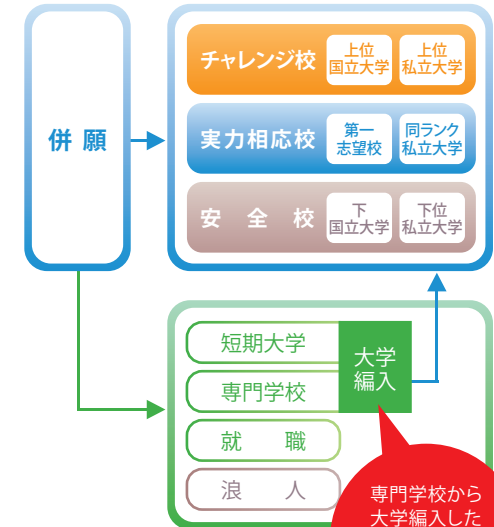 併願
チャレンジ校
上位
国立大学
上位
私立大学
実力相応校
第一
志望校
同ランク
私立大学
安全校
下
国立大学
下位
私立大学
短期大学
専門学校
就職
浪人
大学
編入
専門学校から
大学編入した